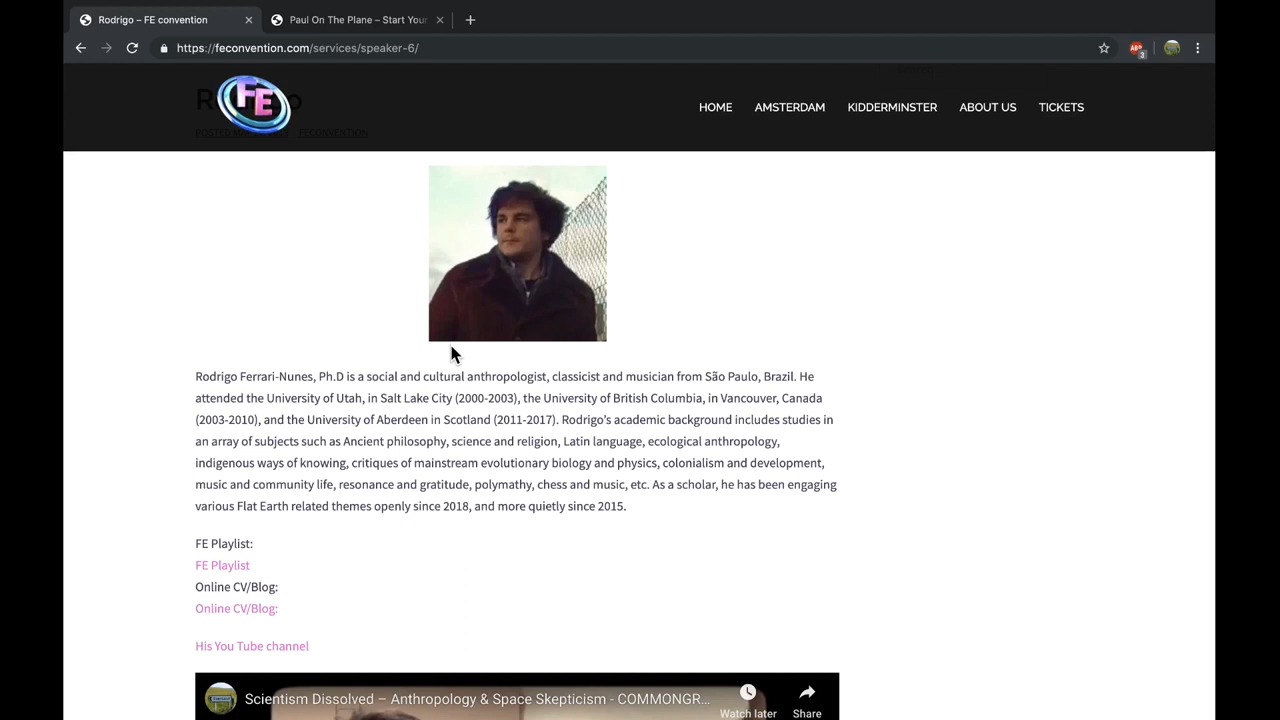 Rodrigo – FE convention
Paul On The Plane – Start Your
https://feconvention.com/services/speaker-6/
ABP
3
FE
HOME
AMSTERDAM
KIDDERMINSTER
ABOUT US
TICKETS
Rodrigo Ferrari-Nunes, Ph.D is a social and cultural anthropologist, classicist and musician from São Paulo, Brazil. He
attended the University of Utah, in Salt Lake City (2000-2003), the University of British Columbia, in Vancouver, Canada
(2003-2010), and the University of Aberdeen in Scotland (2011-2017). Rodrigo’s academic background includes studies in
an array of subjects such as Ancient philosophy, science and religion, Latin language, ecological anthropology,
indigenous ways of knowing, critiques of mainstream evolutionary biology and physics, colonialism and development,
music and community life, resonance and gratitude, polymathy, chess and music, etc. As a scholar, he has been engaging
various Flat Earth related themes openly since 2018, and more quietly since 2015.
FE Playlist:
FE Playlist
Online CV/Blog:
Online CV/Blog:
His You Tube channel
Scientism Dissolved – Anthropology & Space Skepticism - COMMONGR...
Watch later
Share